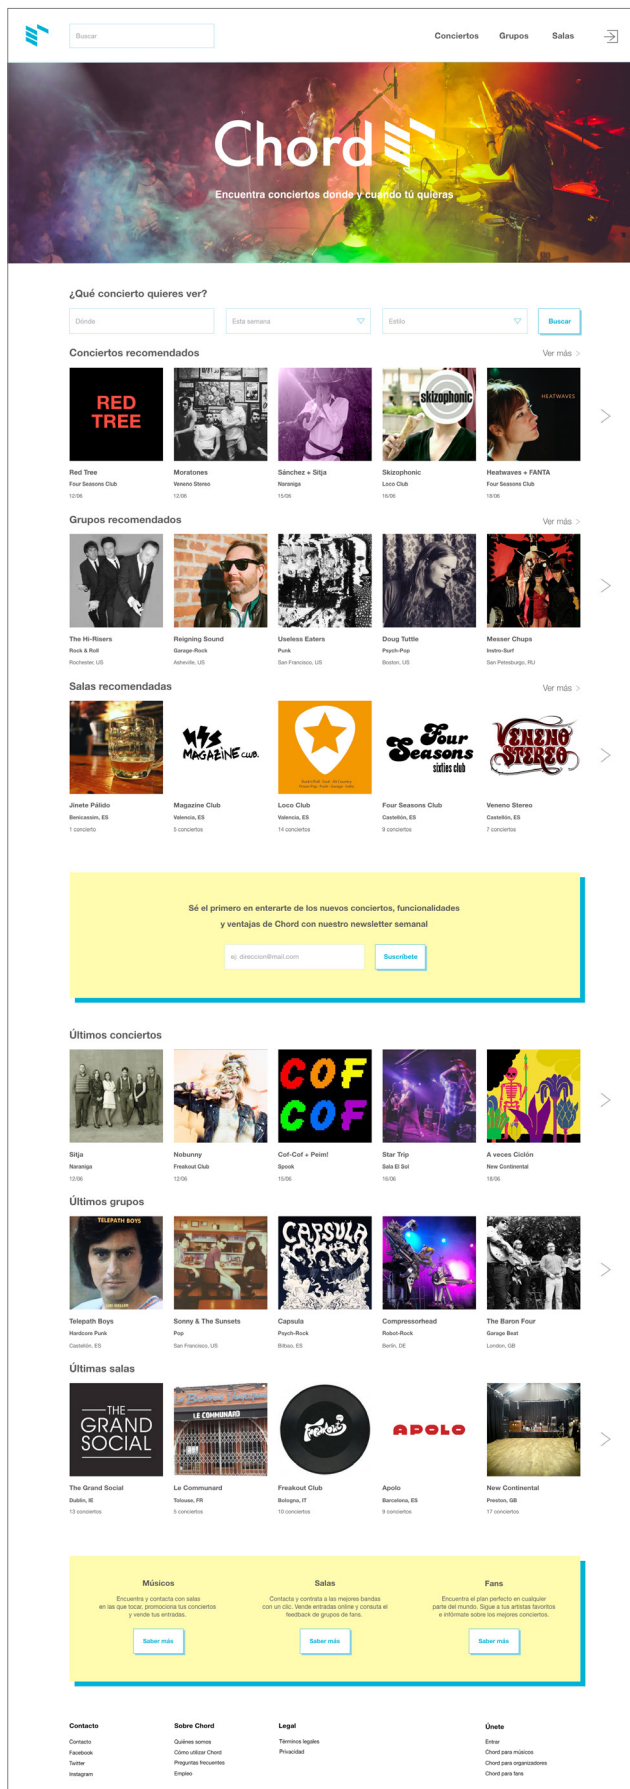 Buscar
Conciertos
Grupos
Salas
Chord
Encuentra conciertos donde y cuando tú quieras
¿Qué concierto quieres ver?
Dónde
Esta semana
Estilo
Buscar
Conciertos recomendados
Ver más >
RED
TREE
skizophonic
HEATWAVES
Red Tree
Four Seasons Club
12/06
Moratones
Veneno Stereo
12/06
Sánchez + Sitja
Naraniga
15/06
Skizophonic
Loco Club
16/06
Heatwaves + FANTA
Four Seasons Club
18/06
Grupos recomendados
Ver más >
The Hi-Risers
Rock & Roll
Rochester, US
Reigning Sound
Garage-Rock
Asheville, US
Useless Eaters
Punk
San Francisco, US
Doug Tuttle
Psych-Pop
Boston, US
Messer Chups
Instro-Surf
San Petesburgo, RU
Salas recomendadas
Ver más >
MAGAZINE CLUB.
Four
Seasons
sixties club
VENENO
STEREO
Jinete Pálido
Benicassim, ES
1 concierto
Magazine Club
Valencia, ES
5 conciertos
Loco Club
Valencia, ES
14 conciertos
Four Seasons Club
Castellón, ES
9 conciertos
Veneno Stereo
Castellón, ES
7 conciertos
Sé el primero en enterarte de los nuevos conciertos, funcionalidades
y ventajas de Chord con nuestro newsletter semanal
ej: direccion@mail.com
Suscríbete
Últimos conciertos
COF
COF
Sitja
Naraniga
12/06
Nobunny
Freakout Club
12/06
Cof-Cof + Peim!
Spook
15/06
Star Trip
Sala El Sol
16/06
A veces Ciclón
New Continental
18/06
Últimos grupos
TELEPATH BOYS
CAPSULA
Telepath Boys
Hardcore Punk
Castellón, ES
Sonny & The Sunsets
Pop
San Francisco, US
Capsula
Psych-Rock
Bilbao, ES
Compressorhead
Robot-Rock
Berlin, DE
The Baron Four
Garage Beat
London, GB
Últimas salas
THE
GRAND
SOCIAL
LE COMMUNARD
Freakout
APOLO
The Grand Social
Dublin, IE
13 conciertos
Le Communard
Tolouse, FR
5 conciertos
Freakout Club
Bologna, IT
10 conciertos
Apolo
Barcelona, ES
9 conciertos
New Continental
Preston, GB
17 conciertos
Músicos
Encuentra y contacta con salas
en las que tocar, promociona tus conciertos
y vende tus entradas.
Saber más
Salas
Contacta y contrata a las mejores bandas
con un clic. Vende entradas online y consulta el
feedback de grupos de fans.
Saber más
Fans
Encuentra el plan perfecto en cualquier
parte del mundo. Sigue a tus artistas favoritos
e infórmate sobre los mejores conciertos.
Saber más
Contacto
Contacto
Facebook
Twitter
Instagram
Sobre Chord
Quiénes somos
Cómo utilizar Chord
Preguntas frecuentes
Empleo
Legal
Términos legales
Privacidad
Únete
Entrar
Chord para músicos
Chord para organizadores
Chord para fans